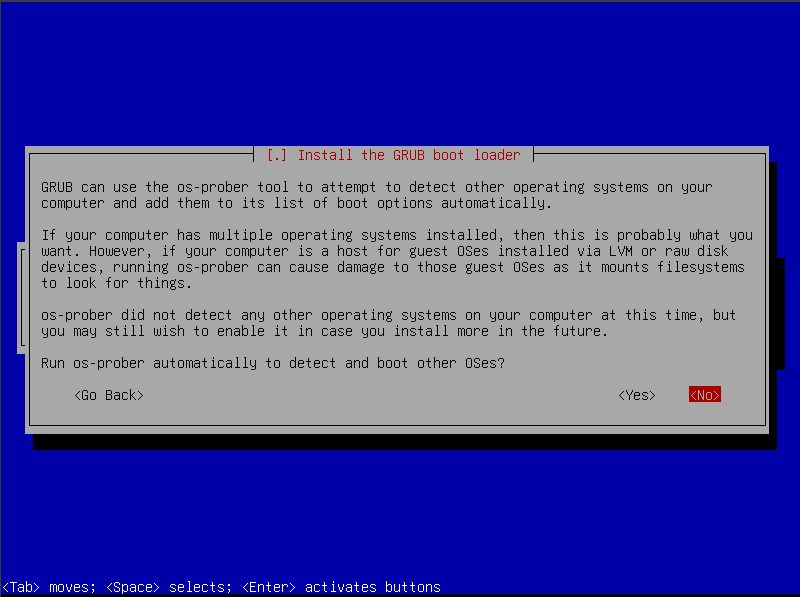 [.] Install the GRUB boot loader
GRUB can use the os-prober tool to attempt to detect other operating systems on your
computer and add them to its list of boot options automatically.
If your computer has multiple operating systems installed, then this is probably what you
want. However, if your computer is a host for guest OSes installed via LVM or raw disk
devices, running os-prober can cause damage to those guest OSes as it mounts filesystems
to look for things.
os-prober did not detect any other operating systems on your computer at this time, but
you may still wish to enable it in case you install more in the future.
Run os-prober automatically to detect and boot other OSes?
<Go Back> <Yes> <No>
<Tab> moves; <Space> selects; <Enter> activates buttons